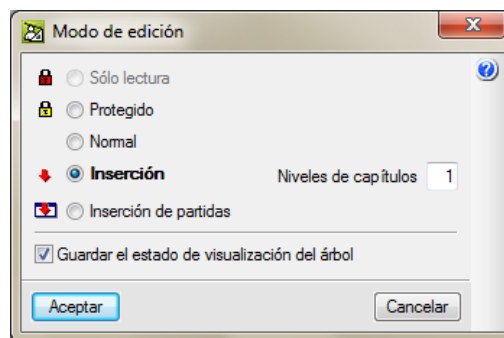 Modo de edición
Sólo lectura
Protegido
Normal
Inserción
Niveles de capítulos 1
Inserción de partidas
Guardar el estado de visualización del árbol
Aceptar
Cancelar